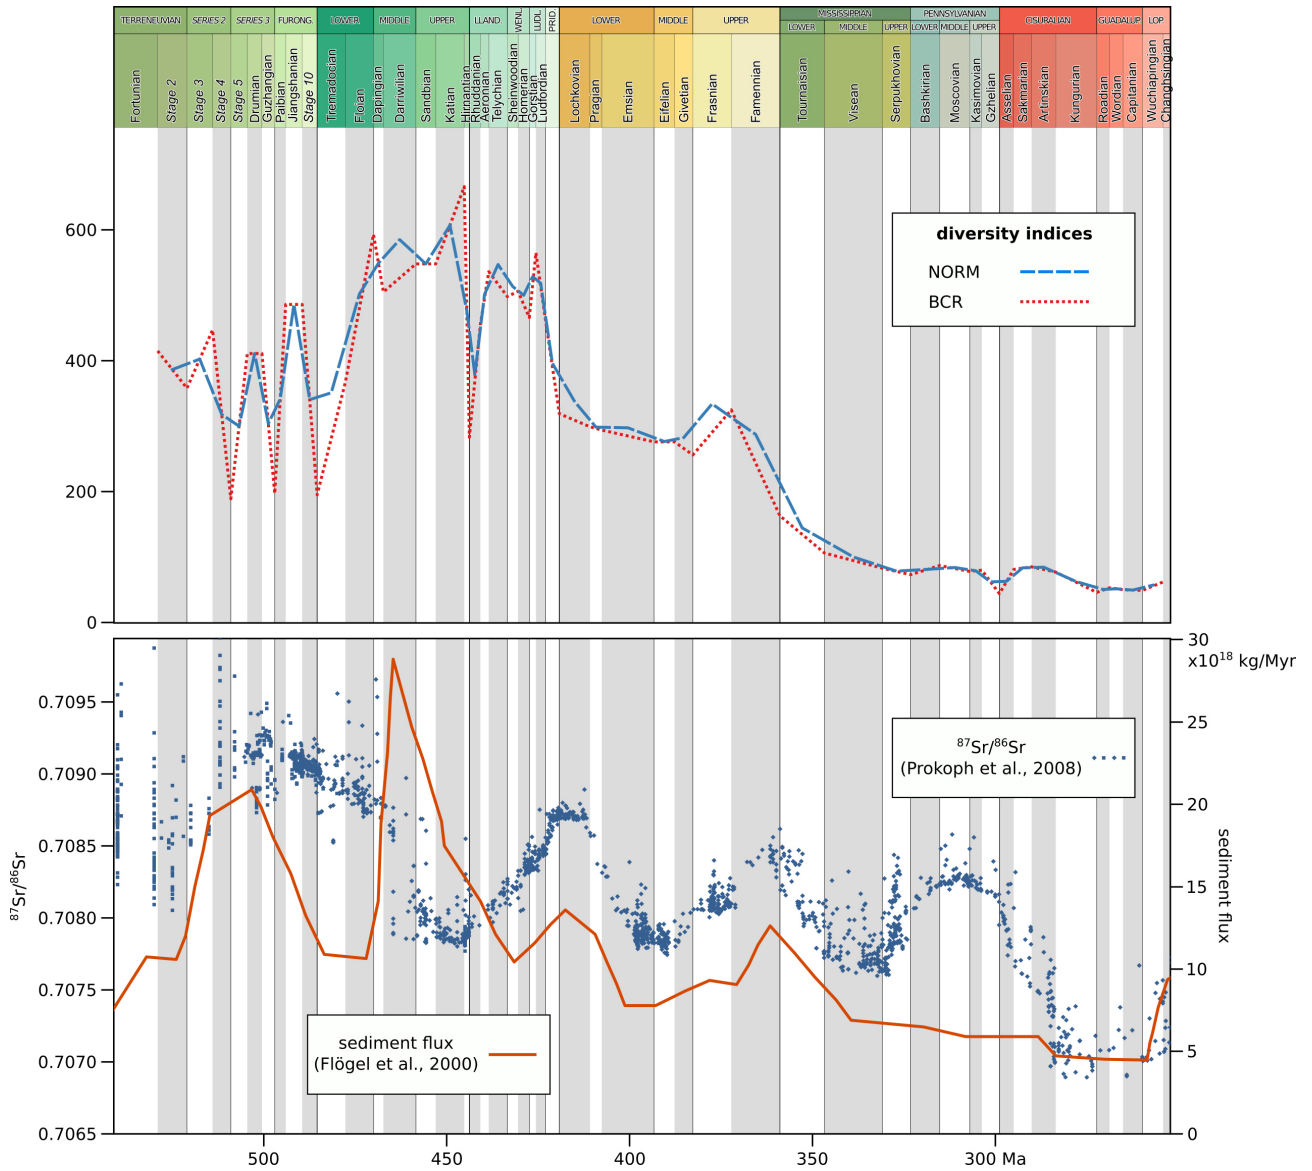 TERRENEUVIAN SERIES 2 SERIES 3 FURONG. LOWER MIDDLE UPPER LLAND. WENL. LUDL. PRID. LOWER MIDDLE UPPER MISSISSIPPIAN PENNSYLVANIAN CISURALIAN GUADALUP. LOP.
LOWER MIDDLE UPPER LOWER MIDDLE UPPER
Fortunian
Stage 2
Stage 3
Stage 4
Stage 5
Drumian
Guzhangian
Paibian
Jiangshanian
Stage 10
Tremadocian
Floian
Dapingian
Darriwilian
Sandbian
Katian
Hirnantian
Rhuddanian
Aeronian
Telychian
Sheinwoodian
Homerian
Gorstian
Ludfordian
Lochkovian
Pragian
Emsian
Eifelian
Givetian
Frasnian
Famennian
Tournaisian
Visean
Serpukhovian
Bashkirian
Moscovian
Kasimovian
Gzhelian
Asselian
Sakmarian
Artinskian
Kungurian
Roadian
Wordian
Capitanian
Wuchiapingian
Changhsingian
600
400
200
0
diversity indices
NORM
BCR
0.7095
0.7090
0.7085
0.7080
0.7075
0.7070
0.7065
⁸⁷Sr/⁸⁶Sr
30
x10¹⁸ kg/Myr
25
20
15
10
5
0
sediment flux
⁸⁷Sr/⁸⁶Sr
(Prokoph et al., 2008)
sediment flux
(Flögel et al., 2000)
500 450 400 350 300 Ma